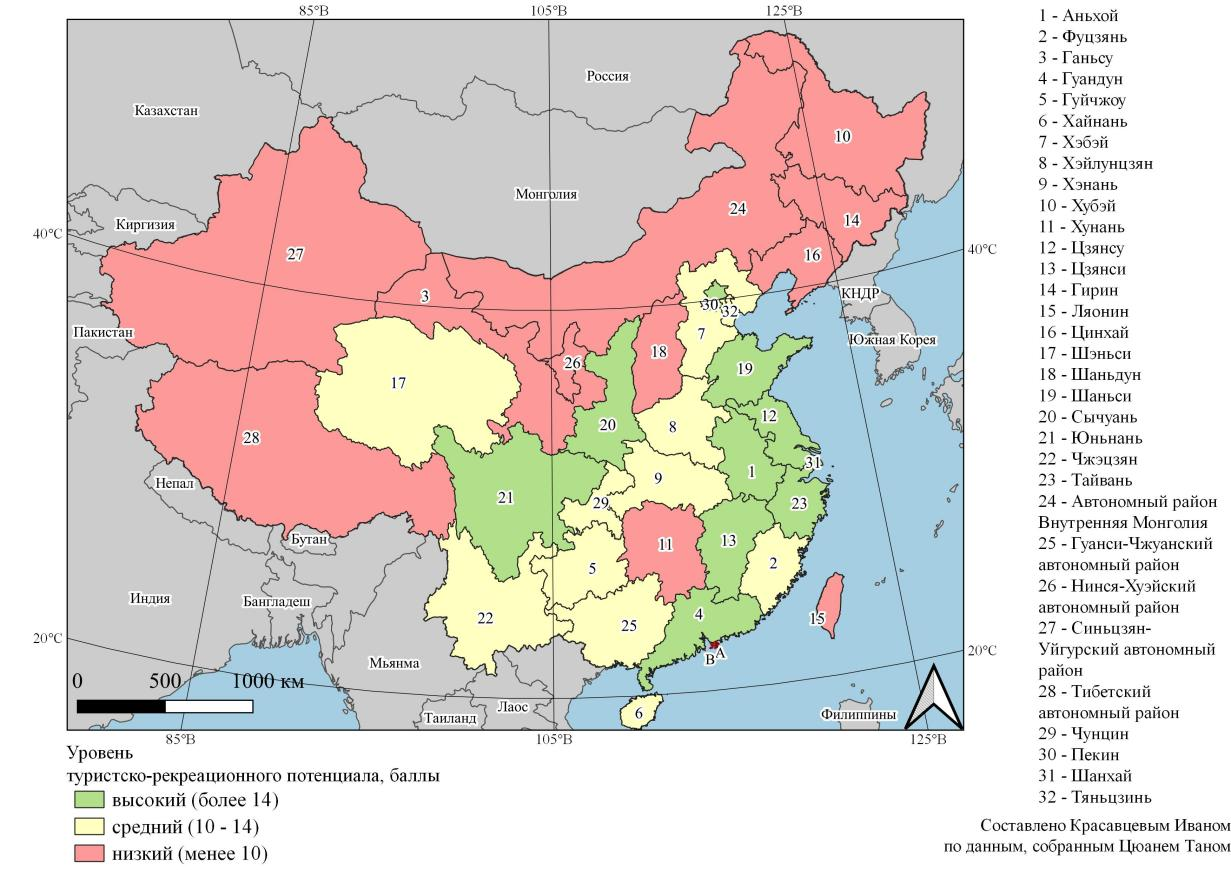 85°В 105°В 125°В
Россия
Казахстан
10
Монголия
24
14
Киргизия
40°С
40°С
27
16
3
КНДР
30
32
Пакистан
7
Южная Корея
18
26
19
17
12
20
8
28
31
1
9
Непал
21
29
23
Бутан
13
11
2
5
Индия
Бангладеш
4
15
22
25
20°С
А
В
20°С
Мьянма
0 500 1000 км
Лаос
6
Таиланд
Филиппины
85°В 105°В 125°В
Уровень
туристско-рекреационного потенциала, баллы
высокий (более 14)
средний (10 - 14)
низкий (менее 10)
1 - Аньхой
2 - Фуцзянь
3 - Ганьсу
4 - Гуандун
5 - Гуйчжоу
6 - Хайнань
7 - Хэбэй
8 - Хэйлунцзян
9 - Хэнань
10 - Хубэй
11 - Хунань
12 - Цзянсу
13 - Цзянси
14 - Гирин
15 - Ляонин
16 - Цинхай
17 - Шэньси
18 - Шаньдун
19 - Шаньси
20 - Сычуань
21 - Юньнань
22 - Чжэцзян
23 - Тайвань
24 - Автономный район
Внутренняя Монголия
25 - Гуанси-Чжуанский
автономный район
26 - Нинся-Хуэйский
автономный район
27 - Синьцзян-
Уйгурский автономный
район
28 - Тибетский
автономный район
29 - Чунцин
30 - Пекин
31 - Шанхай
32 - Тяньцзинь
Составлено Красавцевым Иваном
по данным, собранным Цюанем Таном